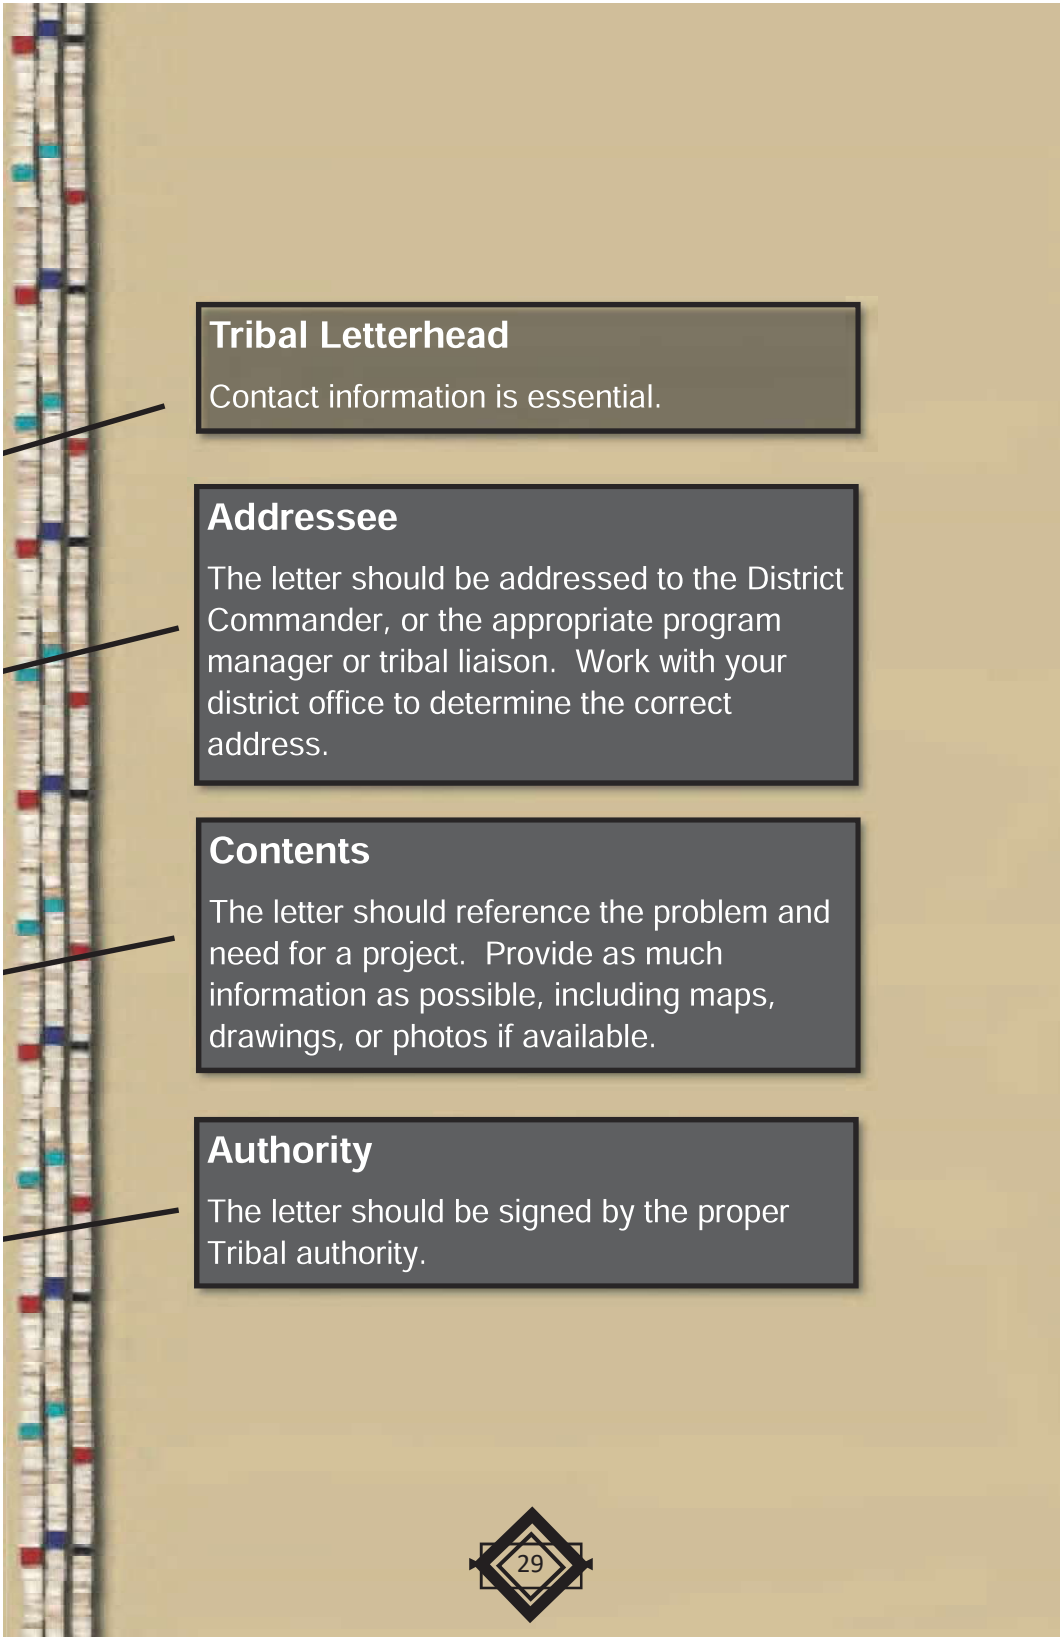 Tribal Letterhead
Contact information is essential.
Addressee
The letter should be addressed to the District
Commander, or the appropriate program
manager or tribal liaison.  Work with your
district office to determine the correct
address.
Contents
The letter should reference the problem and
need for a project.  Provide as much
information as possible, including maps,
drawings, or photos if available.
Authority
The letter should be signed by the proper
Tribal authority.
29